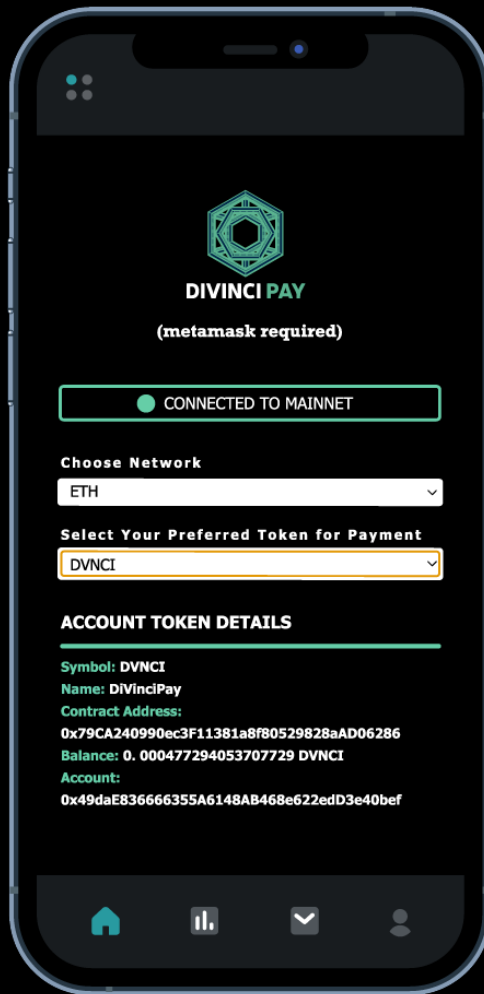 DIVINCI PAY
(metamask required)
CONNECTED TO MAINNET
Choose Network
ETH
Select Your Preferred Token for Payment
DVNCI
ACCOUNT TOKEN DETAILS
Symbol: DVNCI
Name: DiVinciPay
Contract Address:
0x79CA240990ec3F11381a8f80529828aAD06286
Balance: 0. 000477294053707729 DVNCI
Account:
0x49daE836666355A6148AB468e622edD3e40bef